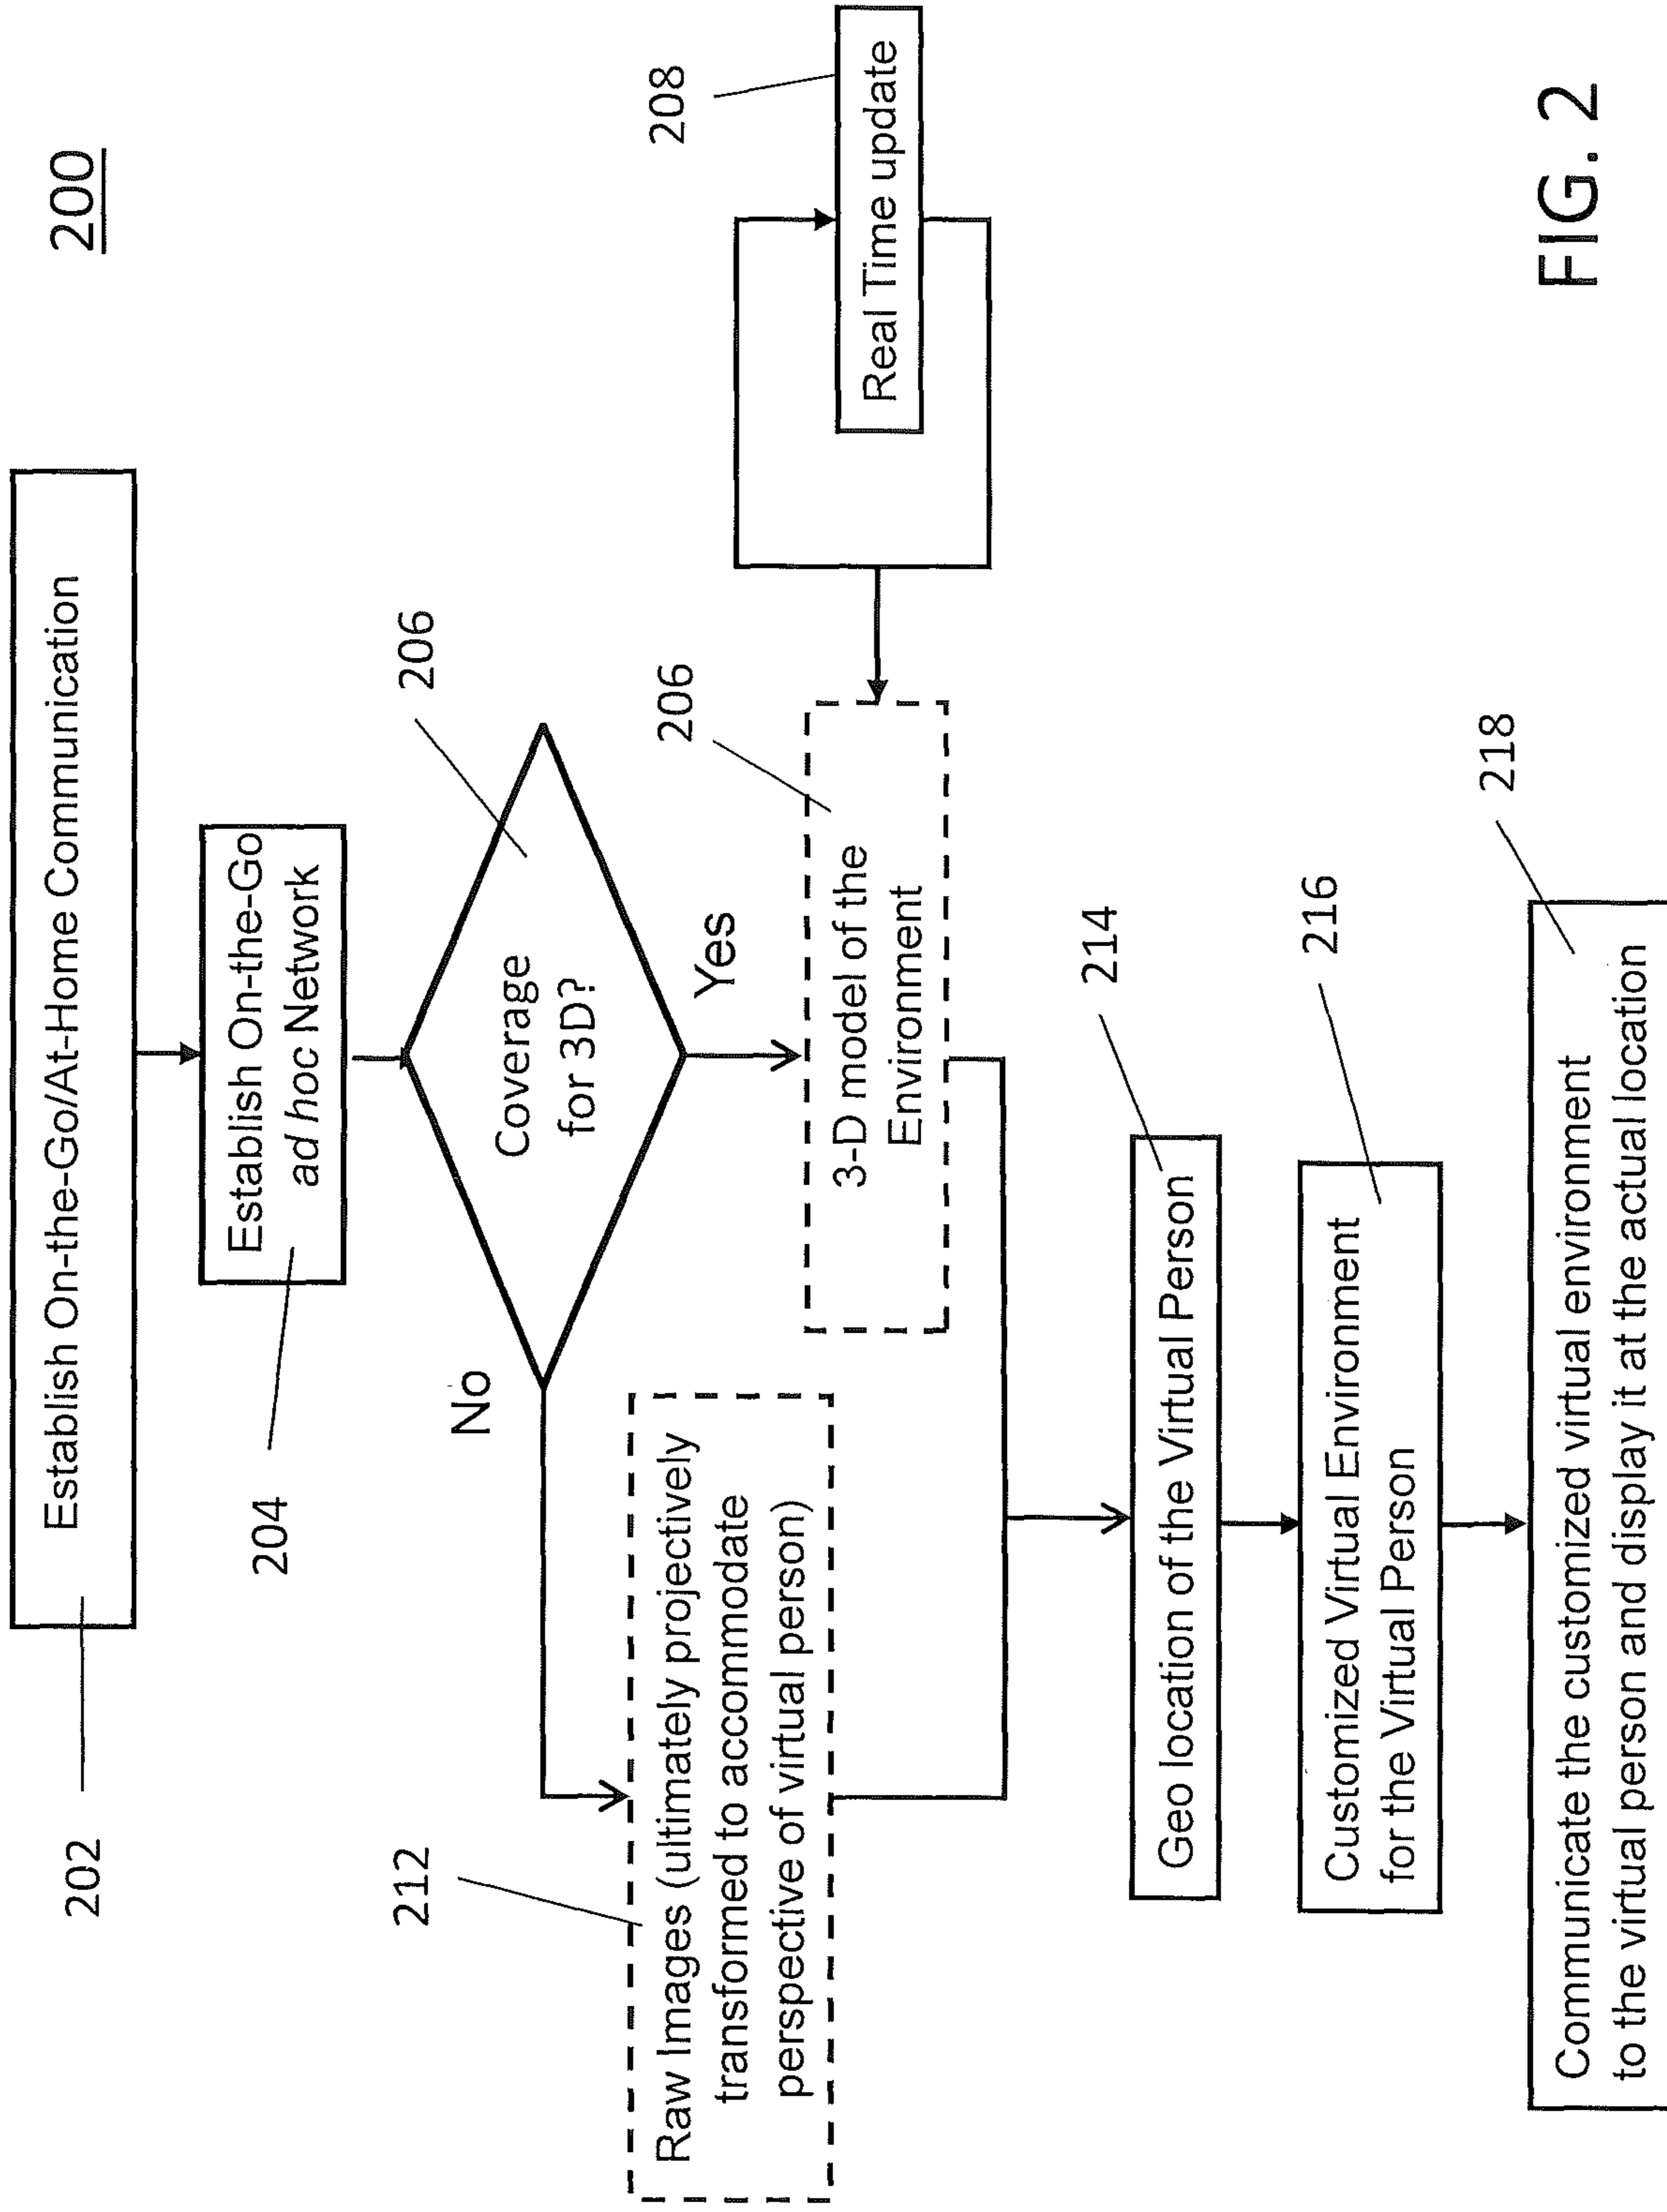 200
202
Establish On-the-Go/At-Home Communication
204
Establish On-the-Go
ad hoc Network
206
Coverage
for 3D?
No
Yes
212
Raw Images (ultimately projectively
transformed to accommodate
perspective of virtual person)
206
3-D model of the
Environment
208
Real Time update
214
Geo location of the Virtual Person
216
Customized Virtual Environment
for the Virtual Person
218
Communicate the customized virtual environment
to the virtual person and display it at the actual location
FIG. 2